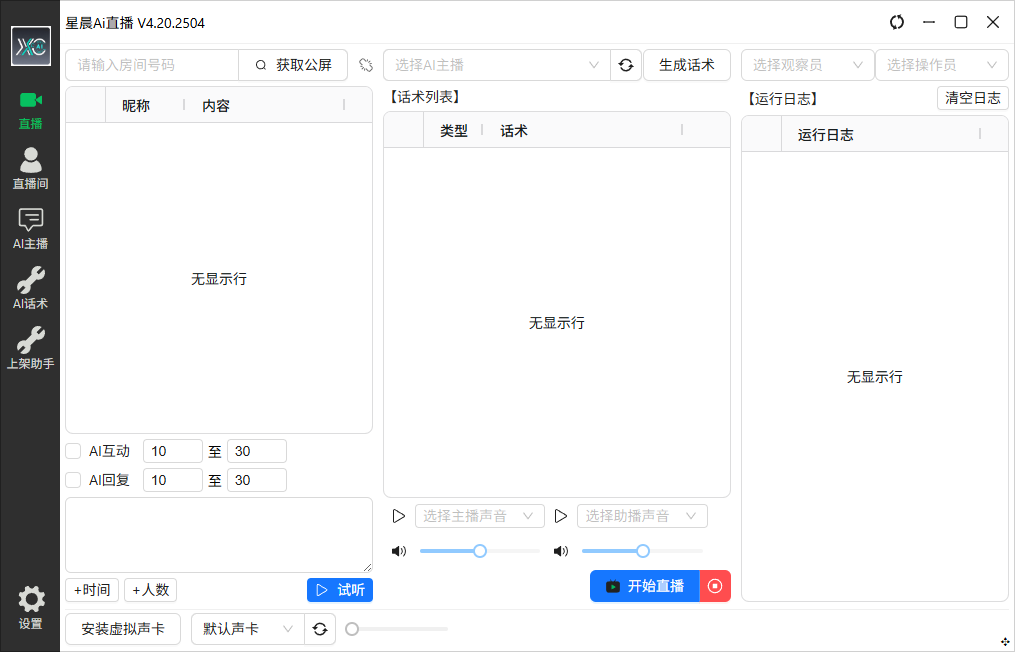 星晨Ai直播 V4.20.2504
XC AI
直播
直播间
AI主播
AI话术
上架助手
设置
请输入房间号码
获取公屏
昵称
内容
无显示行
AI互动 10 至 30
AI回复 10 至 30
+时间
+人数
试听
选择AI主播
生成话术
【话术列表】
类型
话术
无显示行
选择主播声音
选择助播声音
开始直播
选择观察员
选择操作员
【运行日志】
清空日志
运行日志
无显示行
安装虚拟声卡
默认声卡